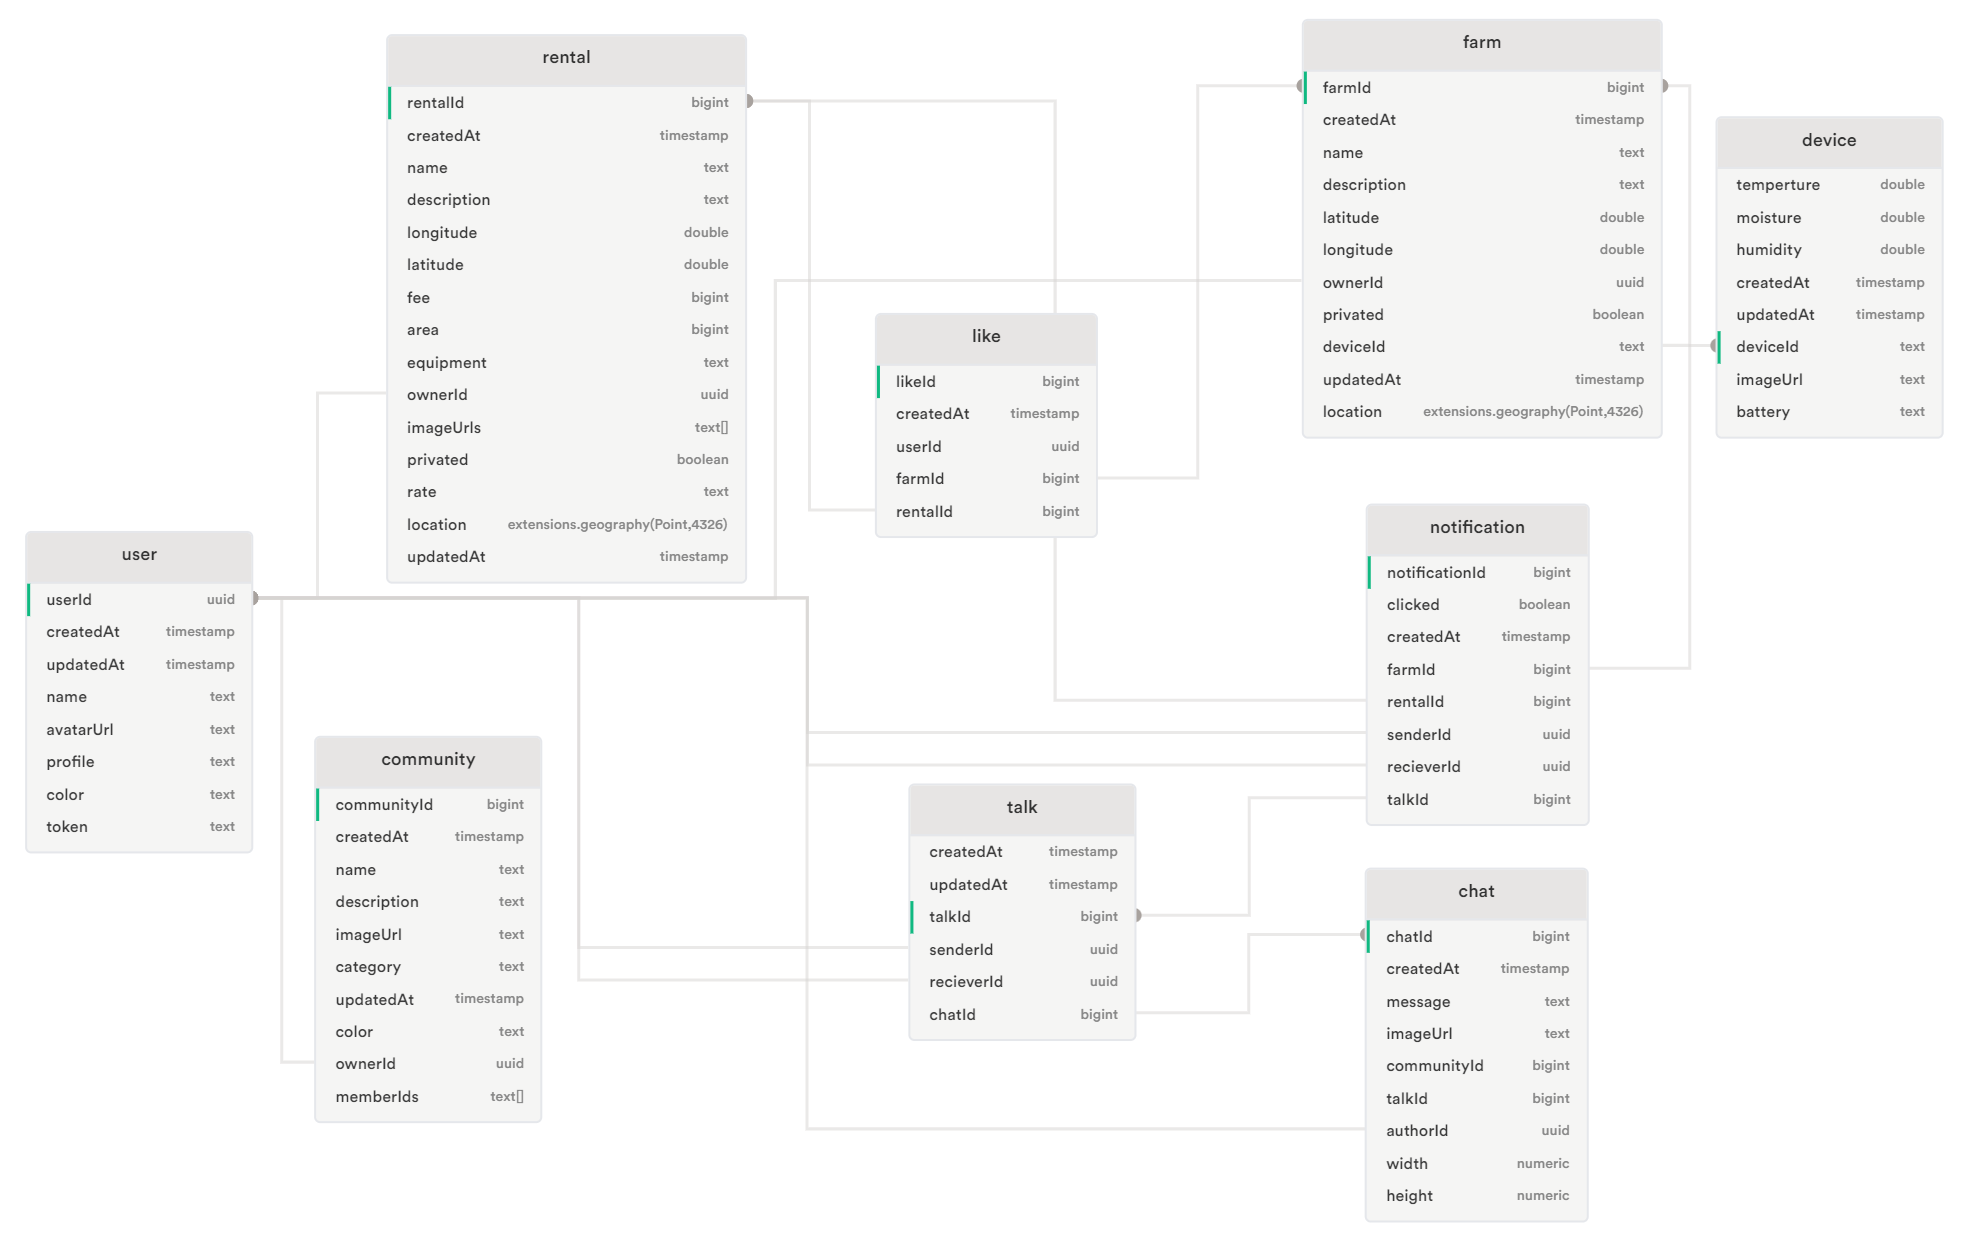 rental
rentalId bigint
createdAt timestamp
name text
description text
longitude double
latitude double
fee bigint
area bigint
equipment text
ownerId uuid
imageUrls text[]
privated boolean
rate text
location extensions.geography(Point,4326)
updatedAt timestamp
farm
farmId bigint
createdAt timestamp
name text
description text
latitude double
longitude double
ownerId uuid
privated boolean
deviceId text
updatedAt timestamp
location extensions.geography(Point,4326)
device
temperture double
moisture double
humidity double
createdAt timestamp
updatedAt timestamp
deviceId text
imageUrl text
battery text
like
likeId bigint
createdAt timestamp
userId uuid
farmId bigint
rentalId bigint
notification
notificationId bigint
clicked boolean
createdAt timestamp
farmId bigint
rentalId bigint
senderId uuid
recieverId uuid
talkId bigint
user
userId uuid
createdAt timestamp
updatedAt timestamp
name text
avatarUrl text
profile text
color text
token text
community
communityId bigint
createdAt timestamp
name text
description text
imageUrl text
category text
updatedAt timestamp
color text
ownerId uuid
memberIds text[]
talk
createdAt timestamp
updatedAt timestamp
talkId bigint
senderId uuid
recieverId uuid
chatId bigint
chat
chatId bigint
createdAt timestamp
message text
imageUrl text
communityId bigint
talkId bigint
authorId uuid
width numeric
height numeric